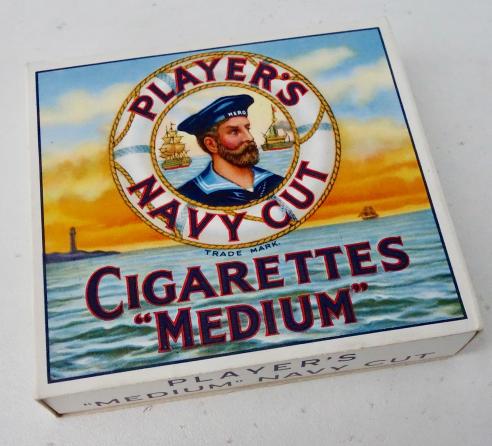 PLAYER'S
HERO
NAVY CUT
TRADE MARK.
CIGARETTES
"MEDIUM"
PLAYER'S
"MEDIUM" NAVY CUT